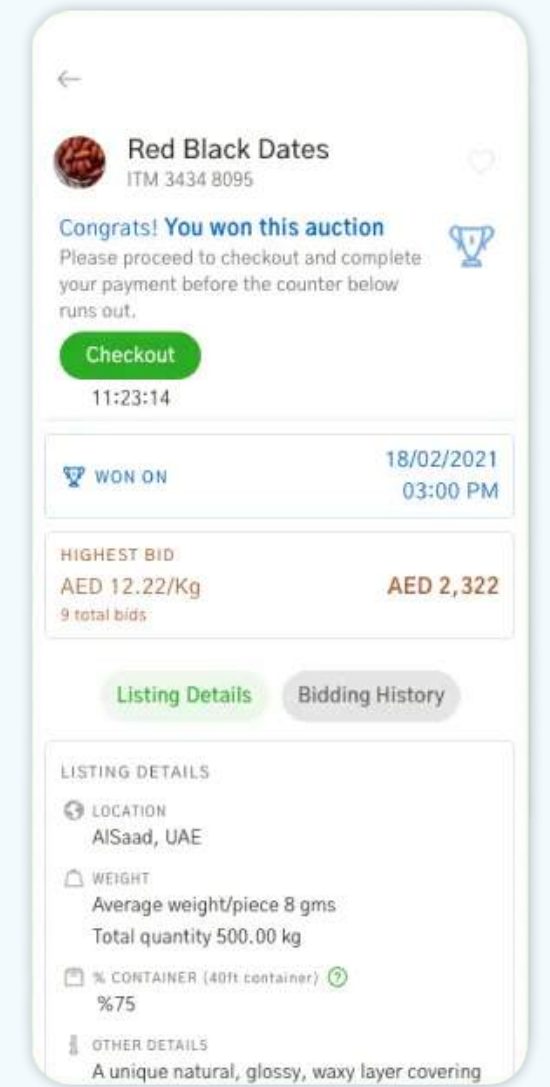 Red Black Dates
ITM 3434 8095
Congrats! You won this auction
Please proceed to checkout and complete
your payment before the counter below
runs out.
Checkout
11:23:14
WON ON
18/02/2021
03:00 PM
HIGHEST BID
AED 12.22/Kg
AED 2,322
9 total bids
Listing Details
Bidding History
LISTING DETAILS
LOCATION
AlSaad, UAE
WEIGHT
Average weight/piece 8 gms
Total quantity 500.00 kg
% CONTAINER (40ft container) ?
%75
OTHER DETAILS
A unique natural, glossy, waxy layer covering